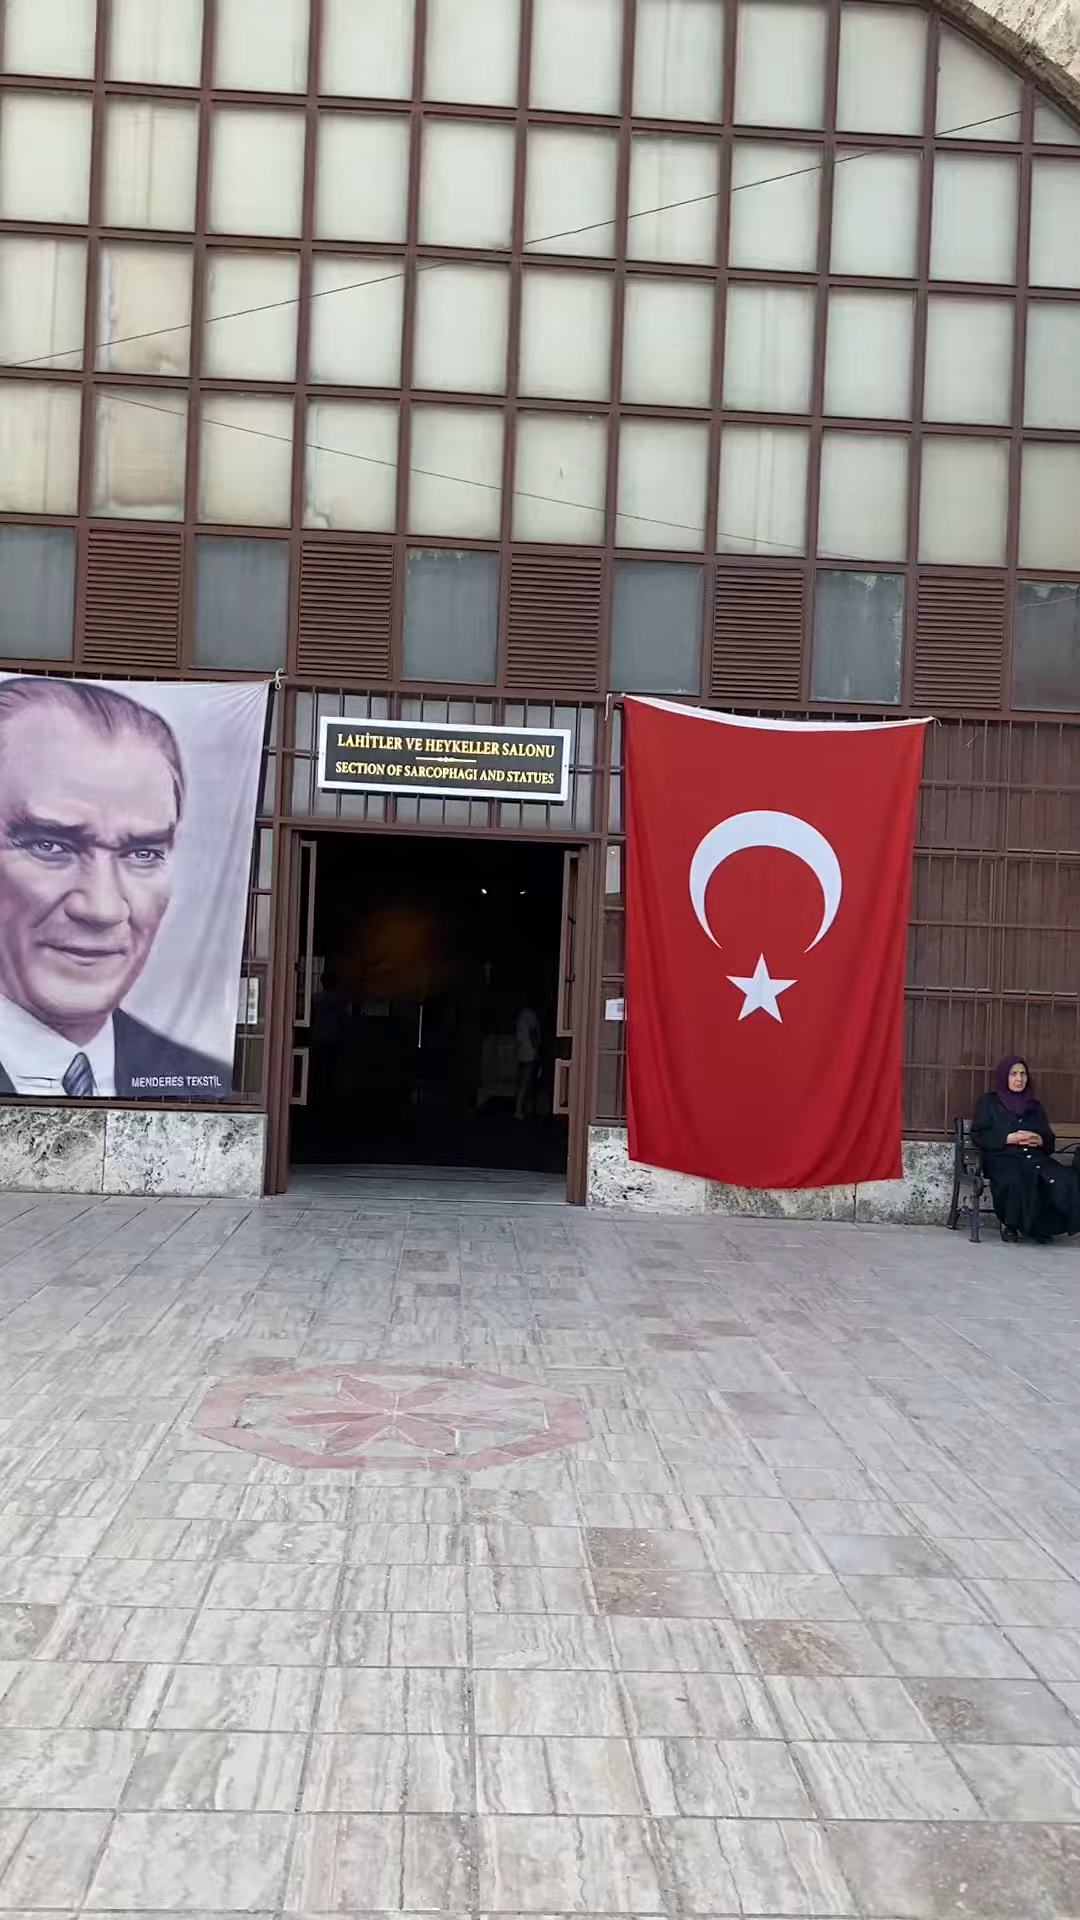 LAHİTLER VE HEYKELLER SALONU
SECTION OF SARCOPHAGI AND STATUES
MENDERES TEKSTİL